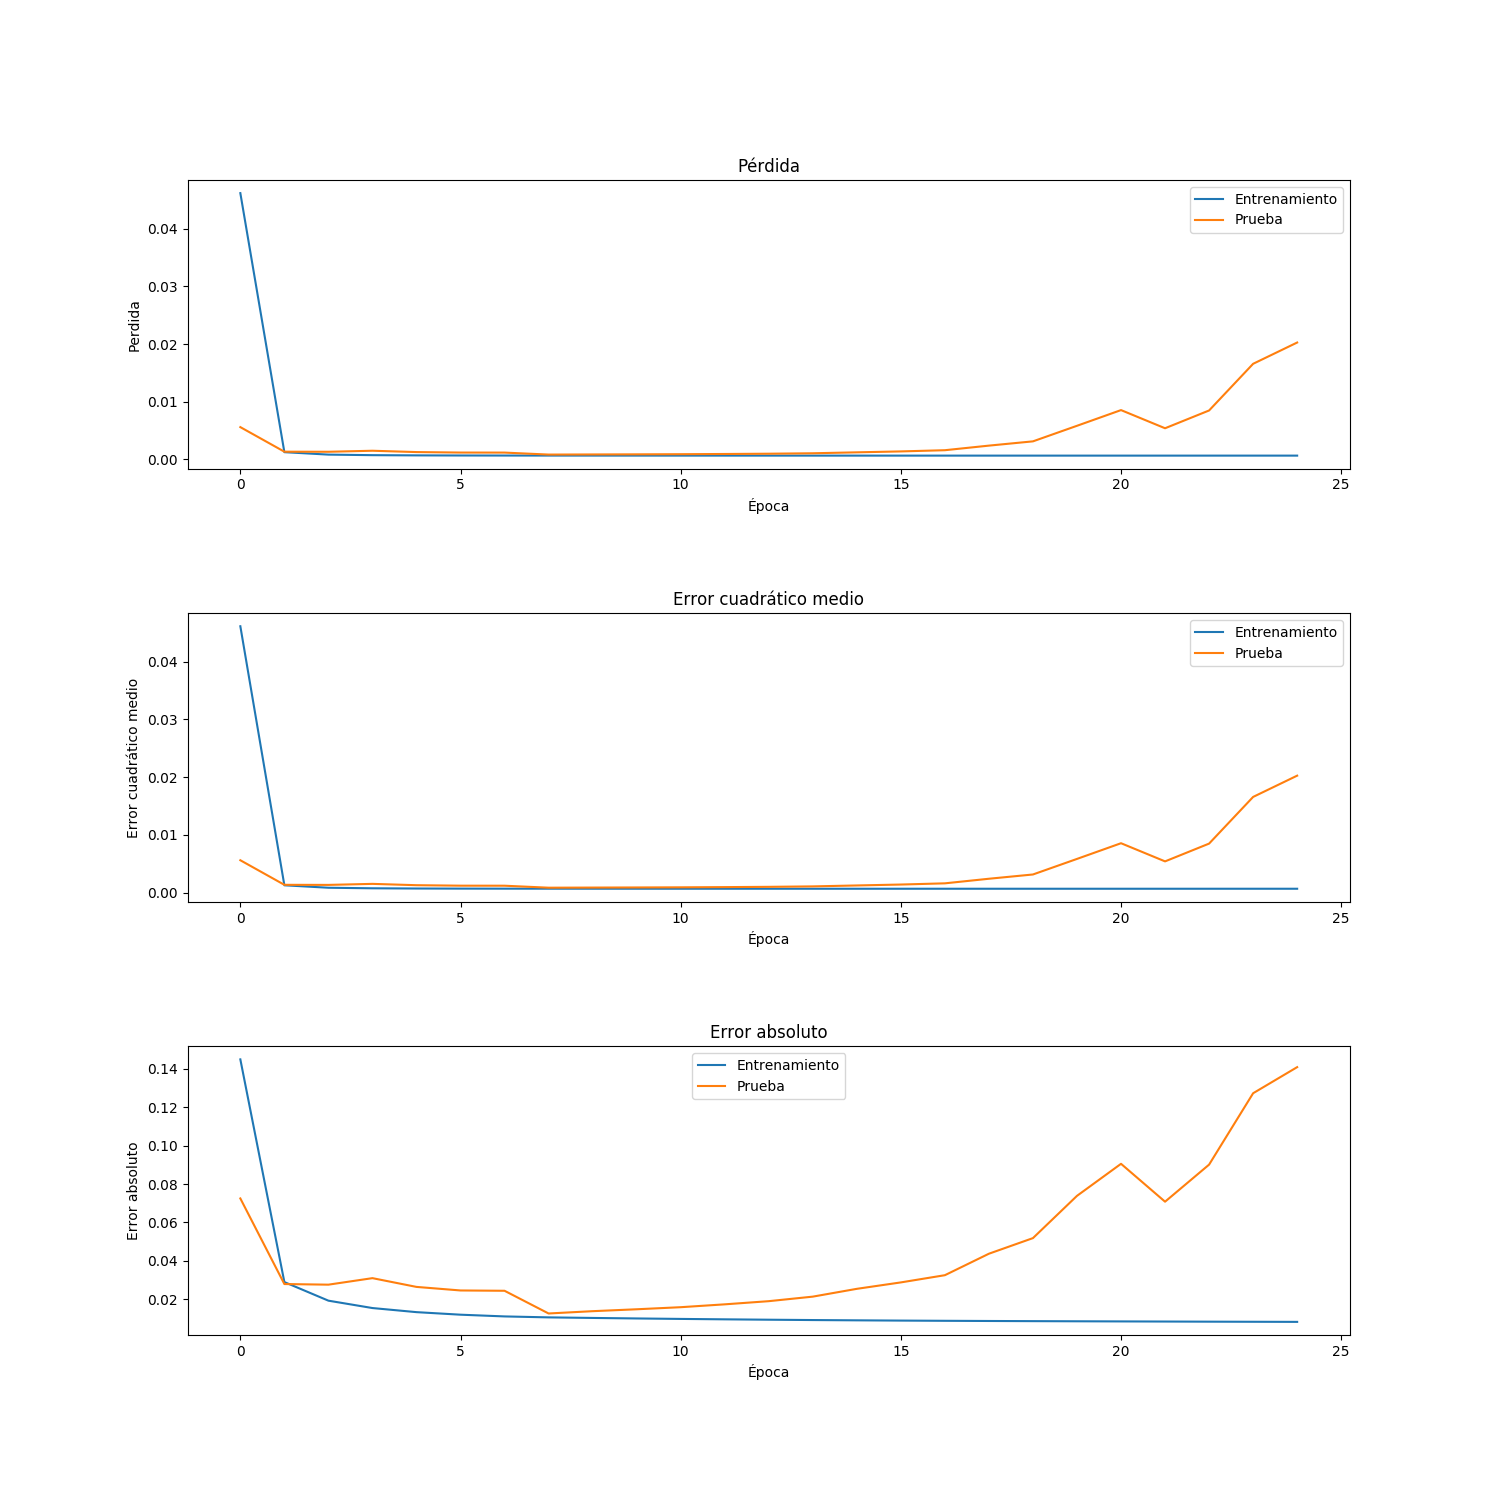 Pérdida
Entrenamiento
Prueba
0.04
0.03
0.02
0.01
0.00
Perdida
0 5 10 15 20 25
Época
Error cuadrático medio
Entrenamiento
Prueba
0.04
0.03
0.02
0.01
0.00
Error cuadrático medio
0 5 10 15 20 25
Época
Error absoluto
Entrenamiento
Prueba
0.14
0.12
0.10
0.08
0.06
0.04
0.02
Error absoluto
0 5 10 15 20 25
Época